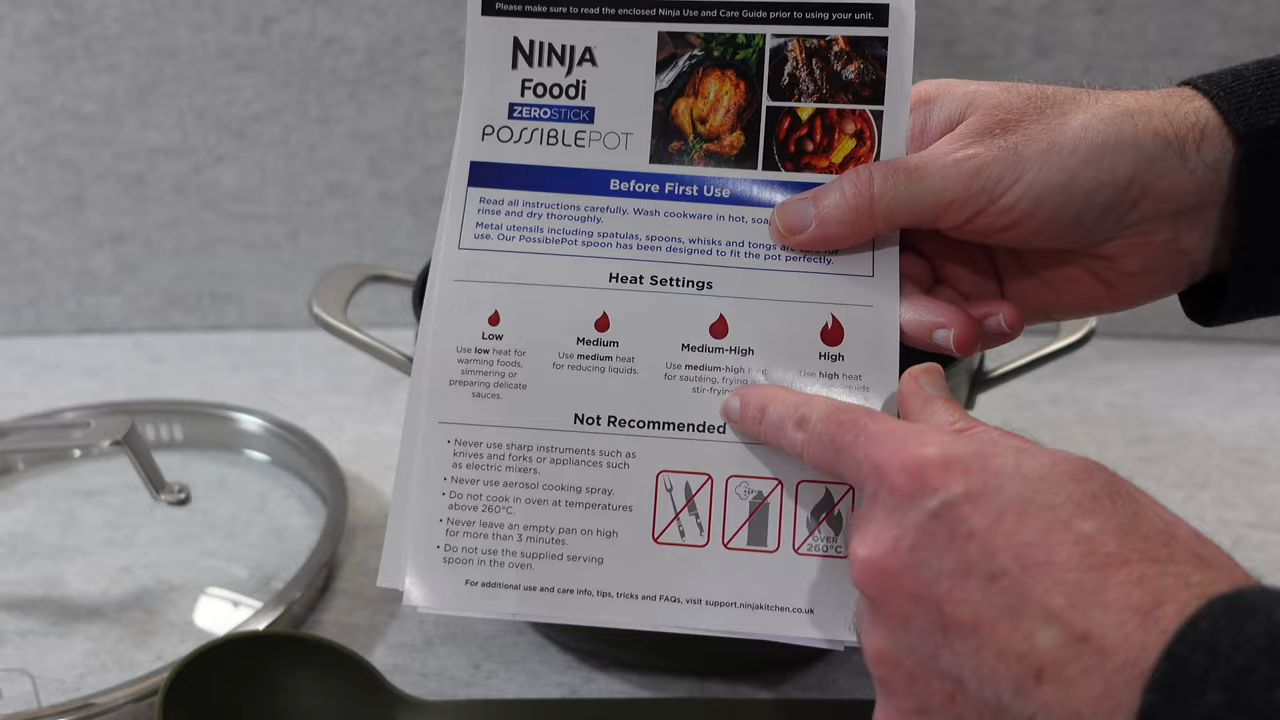 Please make sure to read the enclosed Ninja Use and Care Guide prior to using your unit.
NINJA
Foodi
ZEROSTICK
POSSIBLEPOT
Before First Use
Read all instructions carefully. Wash cookware in hot,
rinse and dry thoroughly.
Metal utensils including spatulas, spoons, whisks and tongs are safe for
use. Our PossiblePot spoon has been designed to fit the pot perfectly.
Heat Settings
Low
Use low heat for
warming foods,
simmering or
preparing delicate
sauces.
Medium
Use medium heat
for reducing liquids.
Medium-High
Use medium-high heat
for sautéing, frying
stir-frying
High
Use high heat
liquids
Not Recommended
• Never use sharp instruments such as
knives and forks or appliances such
as electric mixers.
• Never use aerosol cooking spray.
• Do not cook in oven at temperatures
above 260°C.
• Never leave an empty pan on high
for more than 3 minutes.
• Do not use the supplied serving
spoon in the oven.
OVER
260°C
For additional use and care info, tips, tricks and FAQs, visit support.ninjakitchen.co.uk